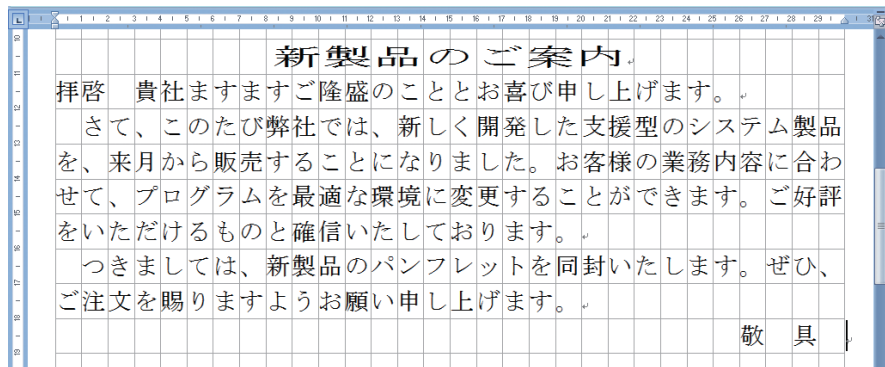 新製品のご案内
拝啓　貴社ますますご隆盛のこととお喜び申し上げます。
　さて、このたび弊社では、新しく開発した支援型のシステム製品
を、来月から販売することになりました。お客様の業務内容に合わ
せて、プログラムを最適な環境に変更することができます。ご好評
をいただけるものと確信いたしております。
　つきましては、新製品のパンフレットを同封いたします。ぜひ、
ご注文を賜りますようお願い申し上げます。
敬　具